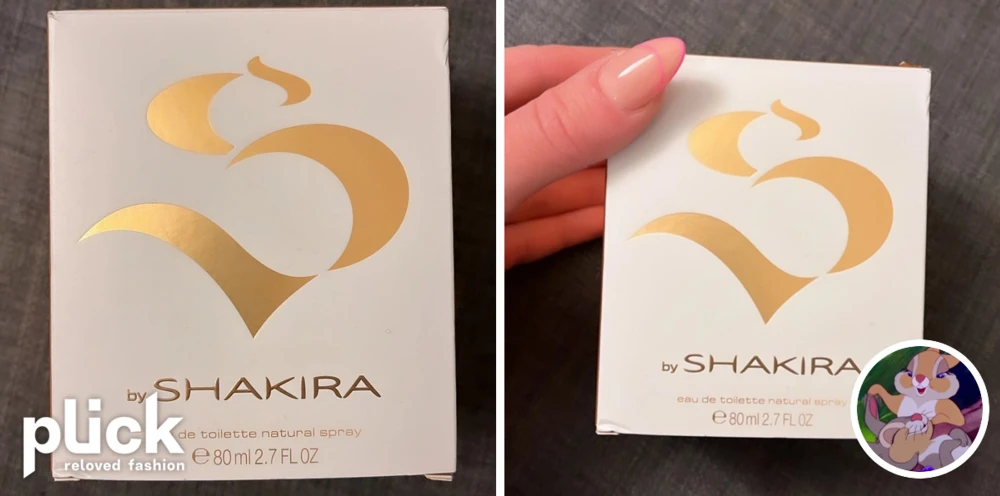 by SHAKIRA
de toilette natural spray
℮ 80 ml 2.7 FL OZ
plick
reloved fashion
by SHAKIRA
eau de toilette natural spray
℮ 80 ml 2.7 FL OZ